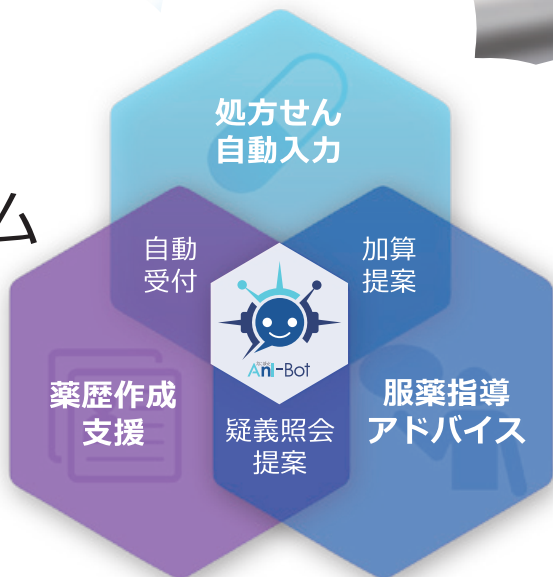 処方せん
自動入力
ム
自動
受付
加算
提案
Ani-Bot
薬歴作成
支援
疑義照会
提案
服薬指導
アドバイス